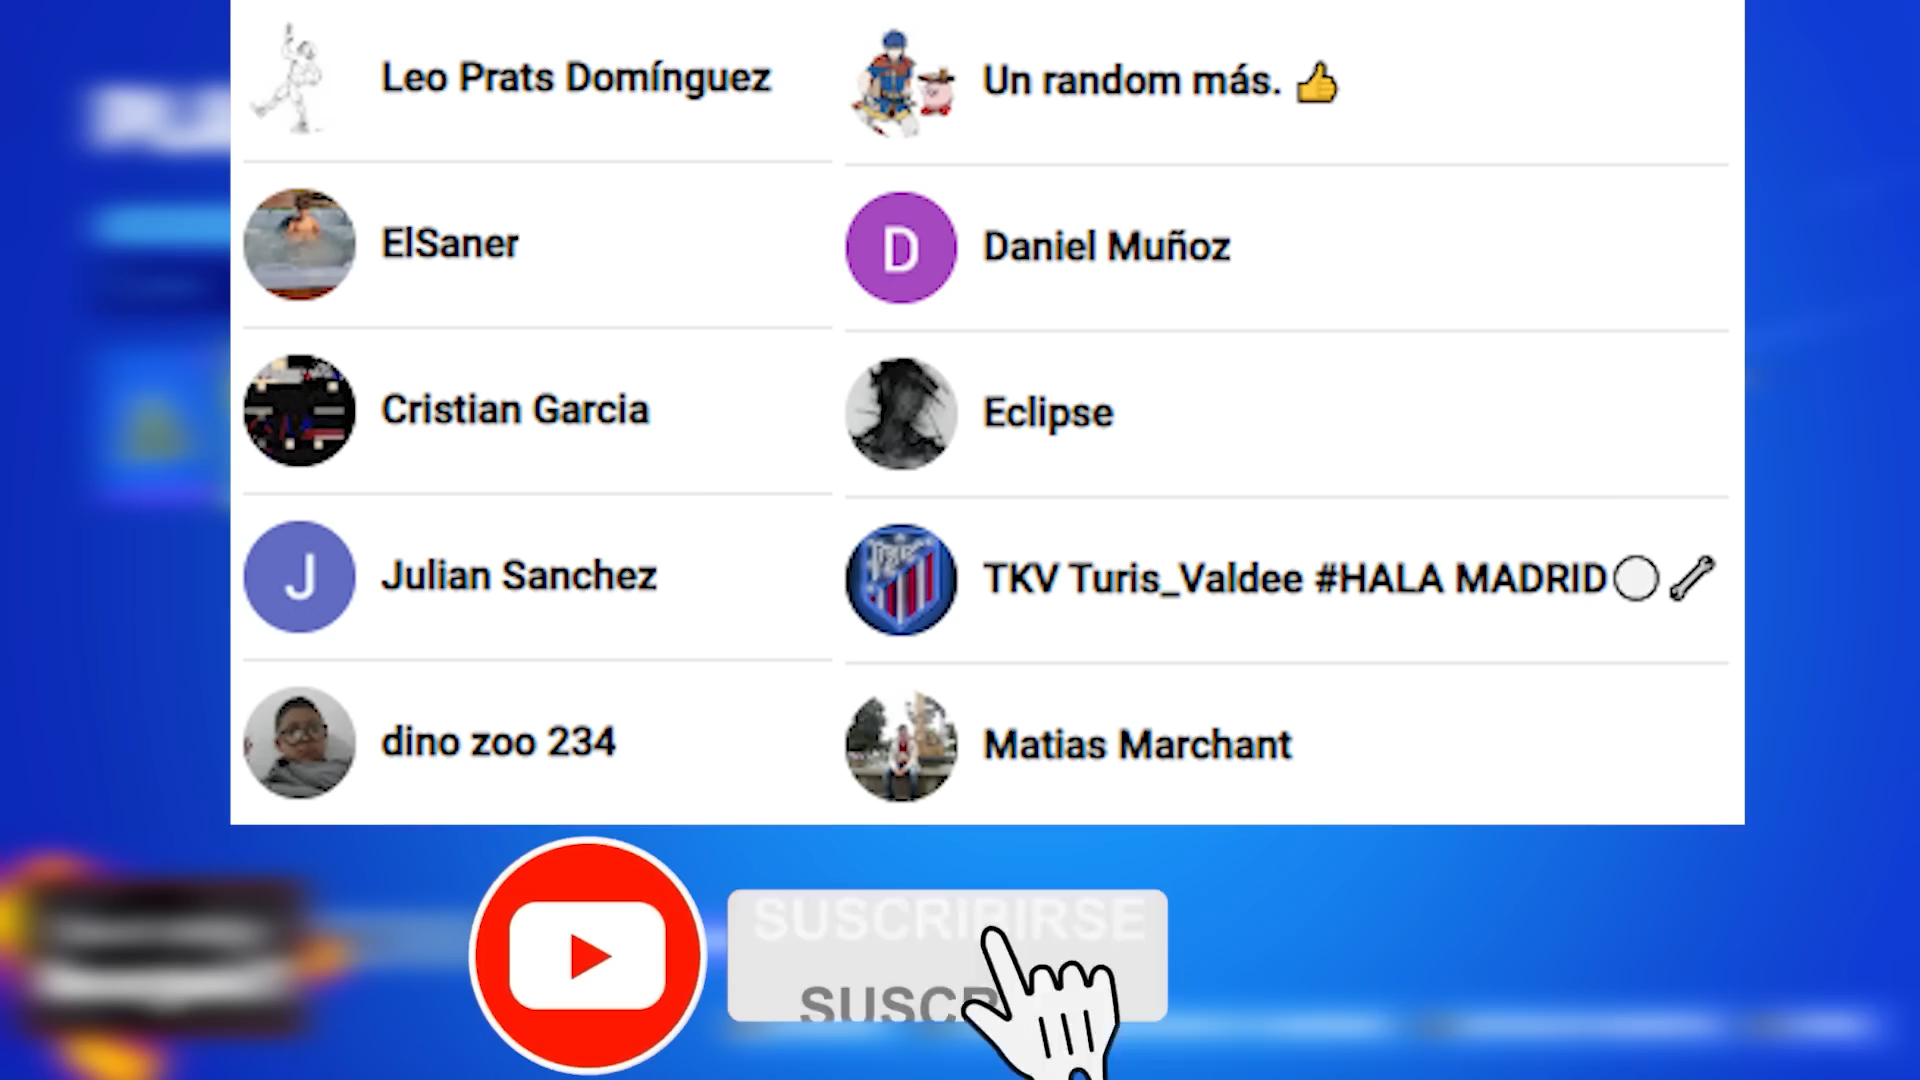 Leo Prats Domínguez
ElSaner
Cristian Garcia
J
Julian Sanchez
dino zoo 234
Un random más. 👍
D
Daniel Muñoz
Eclipse
TKV Turis_Valdee #HALA MADRID
Matias Marchant
SUSCRIBIRSE
SUSCR